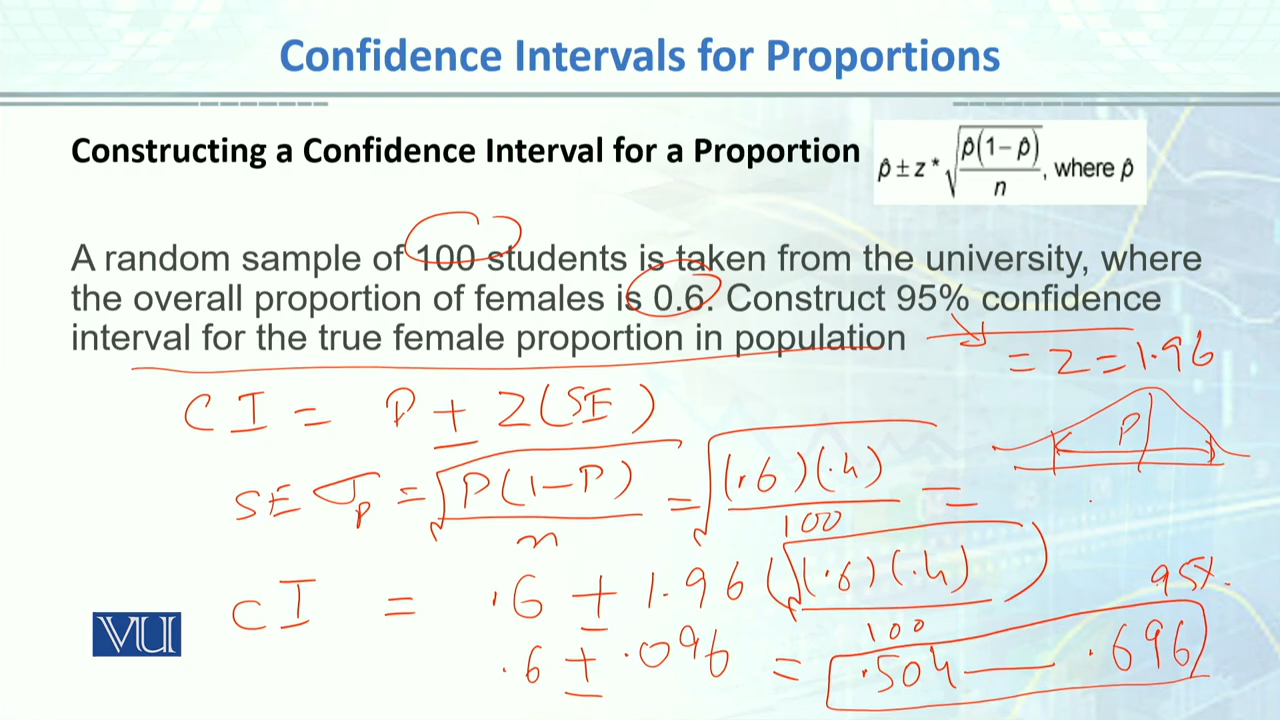 Confidence Intervals for Proportions
Constructing a Confidence Interval for a Proportion p̂ ± z * √(p̂(1 − p̂)/n), where p̂
A random sample of 100 students is taken from the university, where
the overall proportion of females is 0.6. Construct 95% confidence
interval for the true female proportion in population
= Z = 1.96
CI = P ± Z(SE)
P
SE σp = √(P(1-P)/n) = √((.6)(.4)/100) =
CI = .6 ± 1.96 (√((.6)(.4)/100))
95%.
.6 ± .096 = .504 — .696
VU